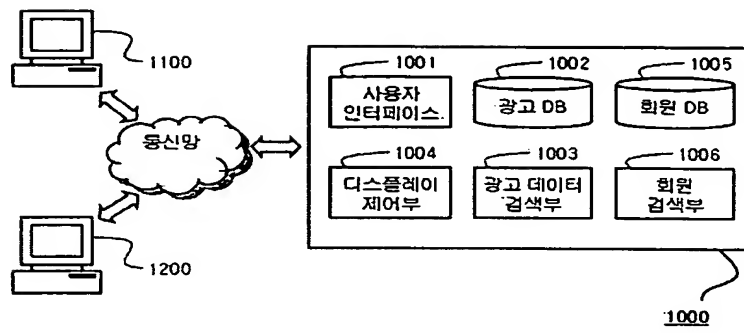 1100
1001
1002
1005
사용자
인터페이스
광고 DB
회원 DB
통신망
1004
1003
1006
디스플레이
제어부
광고 데이터
검색부
회원
검색부
1200
1000